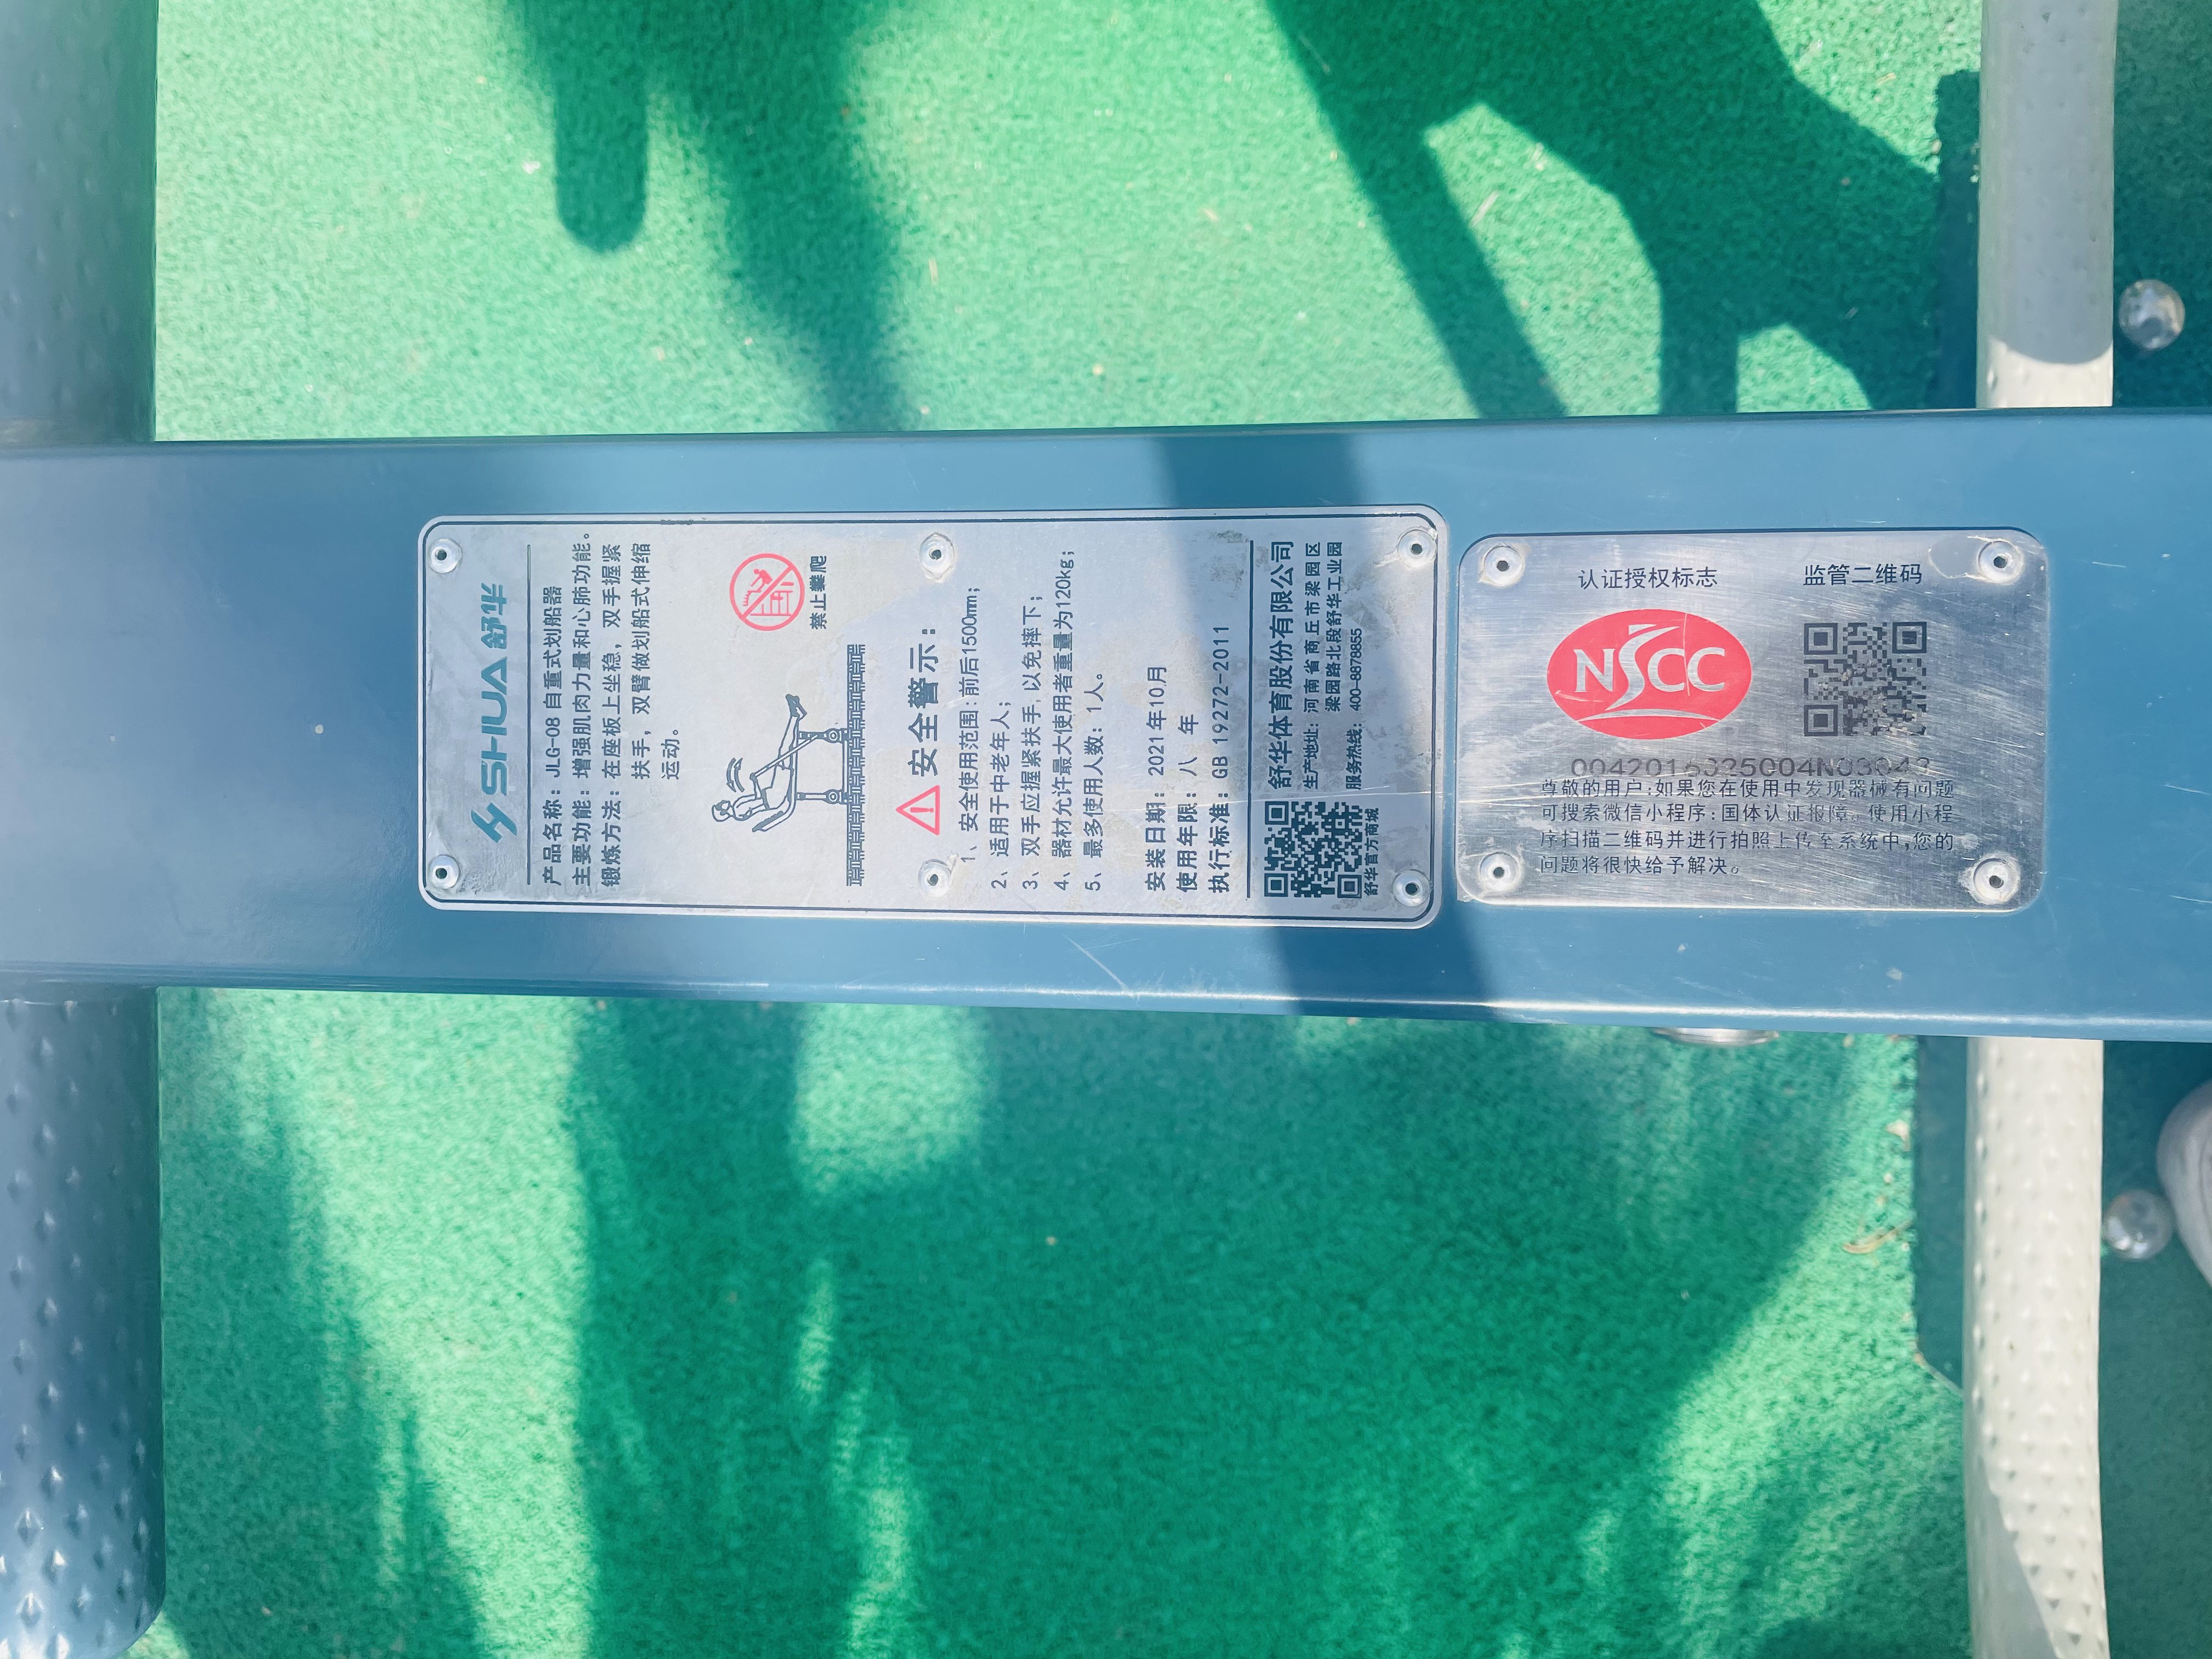 SHUA 舒华
产品名称：JLG-08 自重式划船器
主要功能：增强肌肉力量和心肺功能。
锻炼方法：在座板上坐稳，双手握紧
扶手，双臂做划船式伸缩
运动。
禁止攀爬
安全警示：
1、安全使用范围：前后1500mm；
2、适用于中老年人；
3、双手应握紧扶手，以免摔下；
4、器材允许最大使用者重量为120kg；
5、最多使用人数：1人。
安装日期：2021年10月
使用年限：八 年
执行标准：GB 19272-2011
舒华体育股份有限公司
生产地址：河南省商丘市梁园区
梁园路北段舒华工业园
服务热线：400-8878855
舒华官方商城
认证授权标志
监管二维码
NSCC
尊敬的用户：如果您在使用中发现器械有问题
可搜索微信小程序：国体认证报障。使用小程
序扫描二维码并进行拍照上传至系统中，您的
问题将很快给予解决。